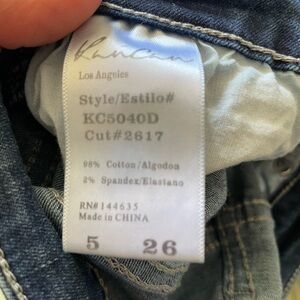 Kancan
Los Angeles
Style/Estilo#
KC5040D
Cut#2617
98% Cotton/Algodon
2% Spandex/Elastano
RN#144635
Made in CHINA
5 26